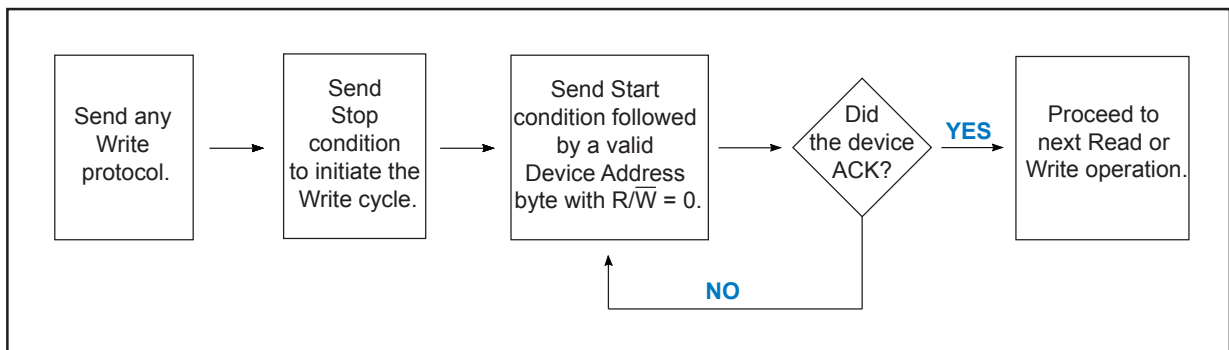 Send any
Write
protocol.
Send
Stop
condition
to initiate the
Write cycle.
Send Start
condition followed
by a valid
Device Address
byte with R/W̅ = 0.
Did
the device
ACK?
YES
NO
Proceed to
next Read or
Write operation.